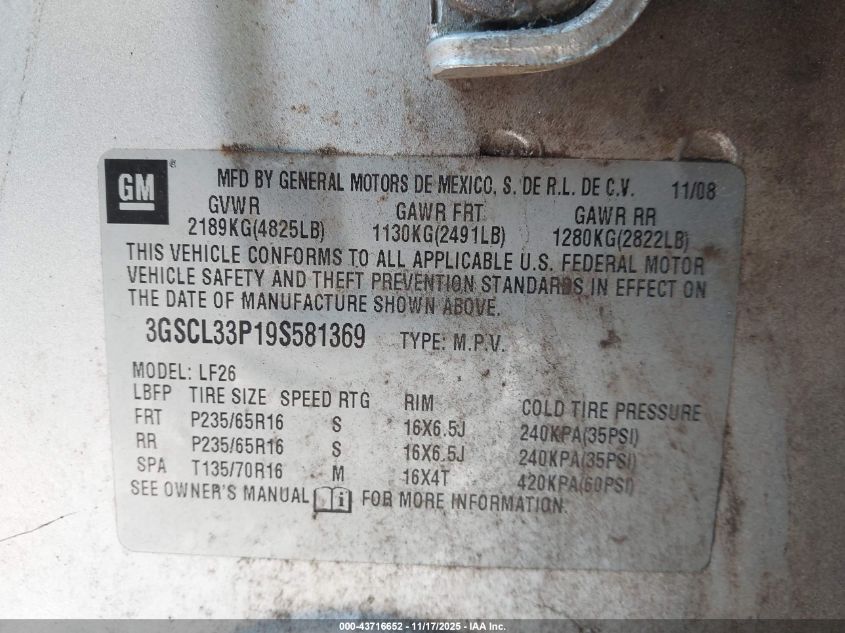 GM ®
MFD BY GENERAL MOTORS DE MEXICO, S. DE R.L. DE C.V. 11/08
GVWR GAWR FRT GAWR RR
2189KG(4825LB) 1130KG(2491LB) 1280KG(2822LB)
THIS VEHICLE CONFORMS TO ALL APPLICABLE U.S. FEDERAL MOTOR
VEHICLE SAFETY AND THEFT PREVENTION STANDARDS IN EFFECT ON
THE DATE OF MANUFACTURE SHOWN ABOVE.
3GSCL33P19S581369 TYPE: M.P.V.
MODEL: LF26
LBFP TIRE SIZE SPEED RTG RIM COLD TIRE PRESSURE
FRT P235/65R16 S 16X6.5J 240KPA(35PSI)
RR P235/65R16 S 16X6.5J 240KPA(35PSI)
SPA T135/70R16 M 16X4T 420KPA(60PSI)
SEE OWNER'S MANUAL i FOR MORE INFORMATION.
000-43716652 - 11/17/2025 - IAA Inc.